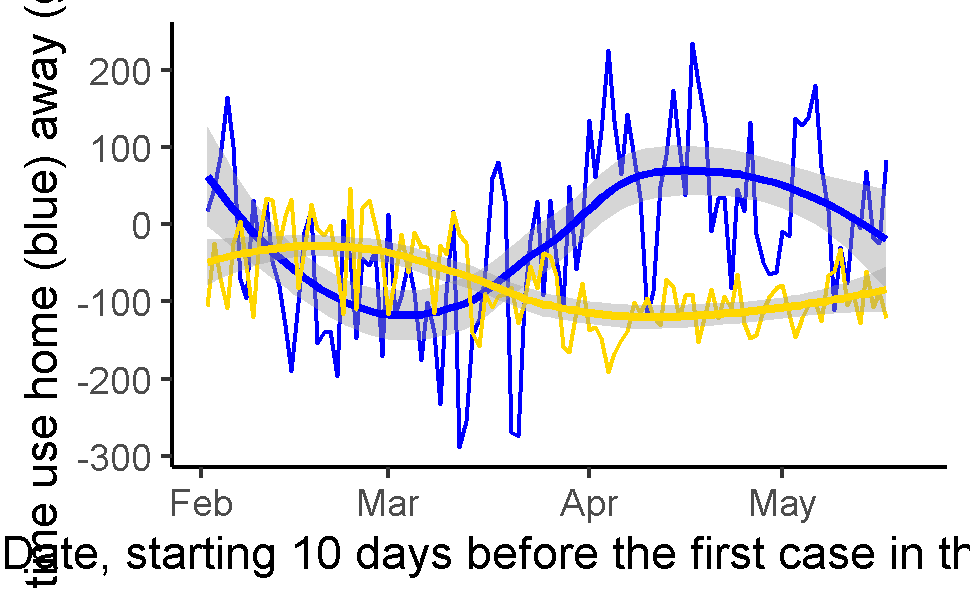 time use home (blue) away (
200
100
0
-100
-200
-300
Feb Mar Apr May
Date, starting 10 days before the first case in th